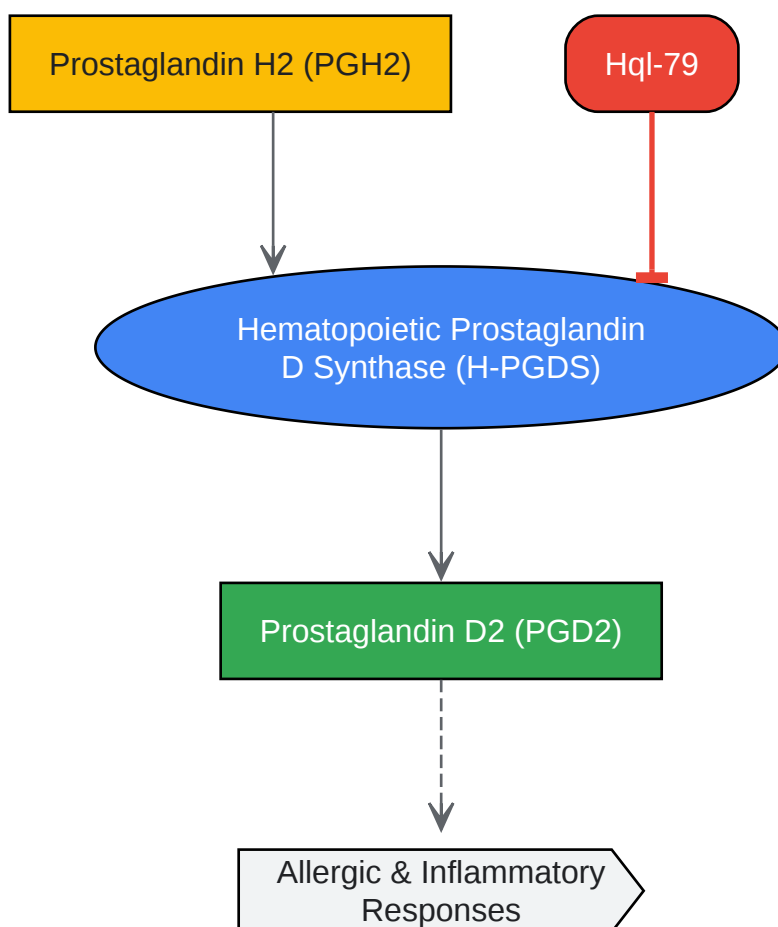 Prostaglandin H2 (PGH2)
Hql-79
Hematopoietic Prostaglandin
D Synthase (H-PGDS)
Prostaglandin D2 (PGD2)
Allergic & Inflammatory
Responses